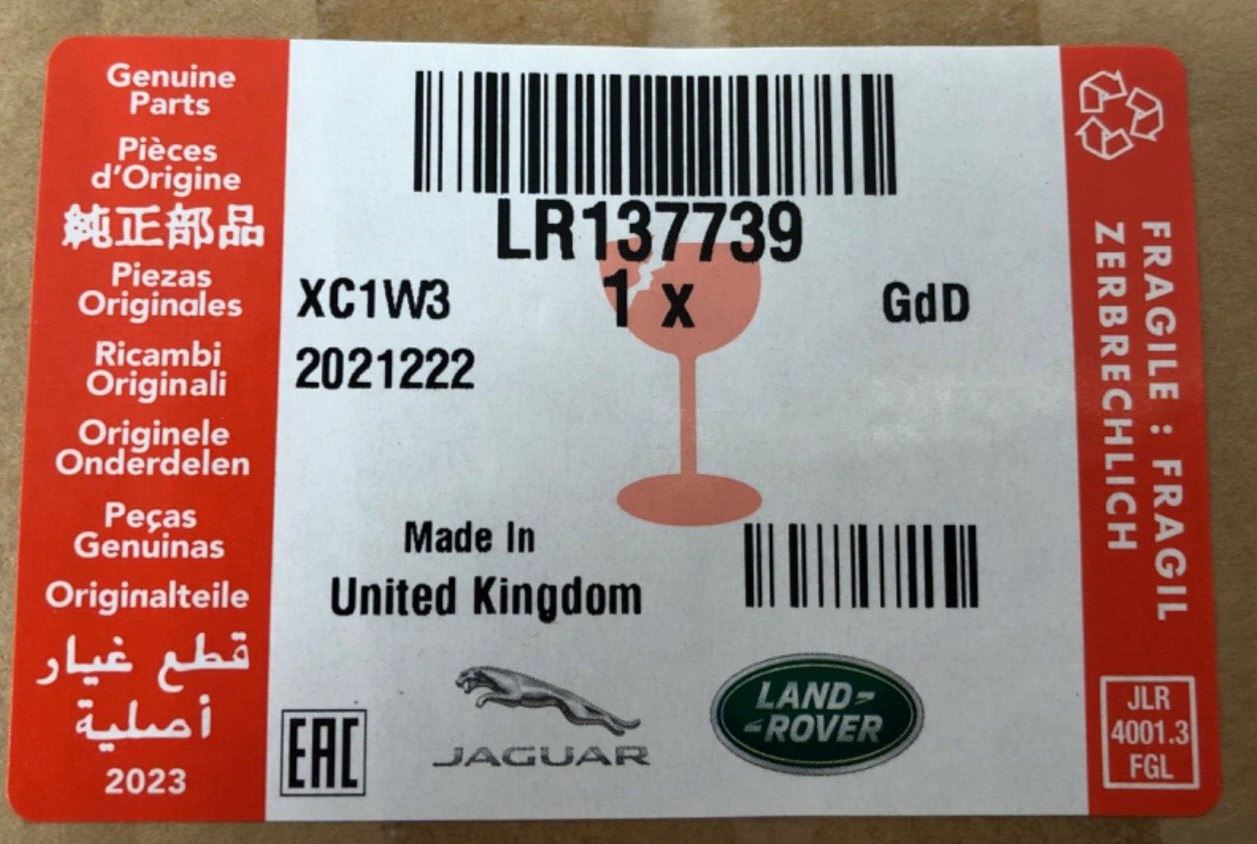 Genuine
Parts
Pièces
d'Origine
純正部品
Piezas
Originales
Ricambi
Originali
Originele
Onderdelen
Peças
Genuinas
Originalteile
قطع غيار
أصلية
2023
LR137739
XC1W3 1 x GdD
2021222
Made In
United Kingdom
EAC
JAGUAR
LAND-
-ROVER
FRAGILE : FRAGIL
ZERBRECHLICH
JLR
4001.3
FGL